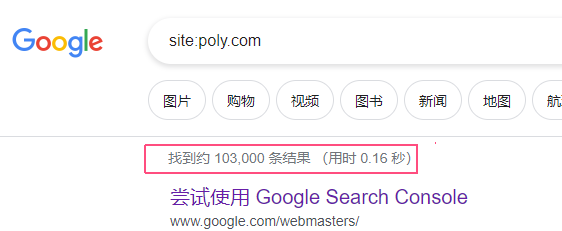 Google
site:poly.com
图片 购物 视频 图书 新闻 地图
找到约 103,000 条结果 （用时 0.16 秒）
尝试使用 Google Search Console
www.google.com/webmasters/